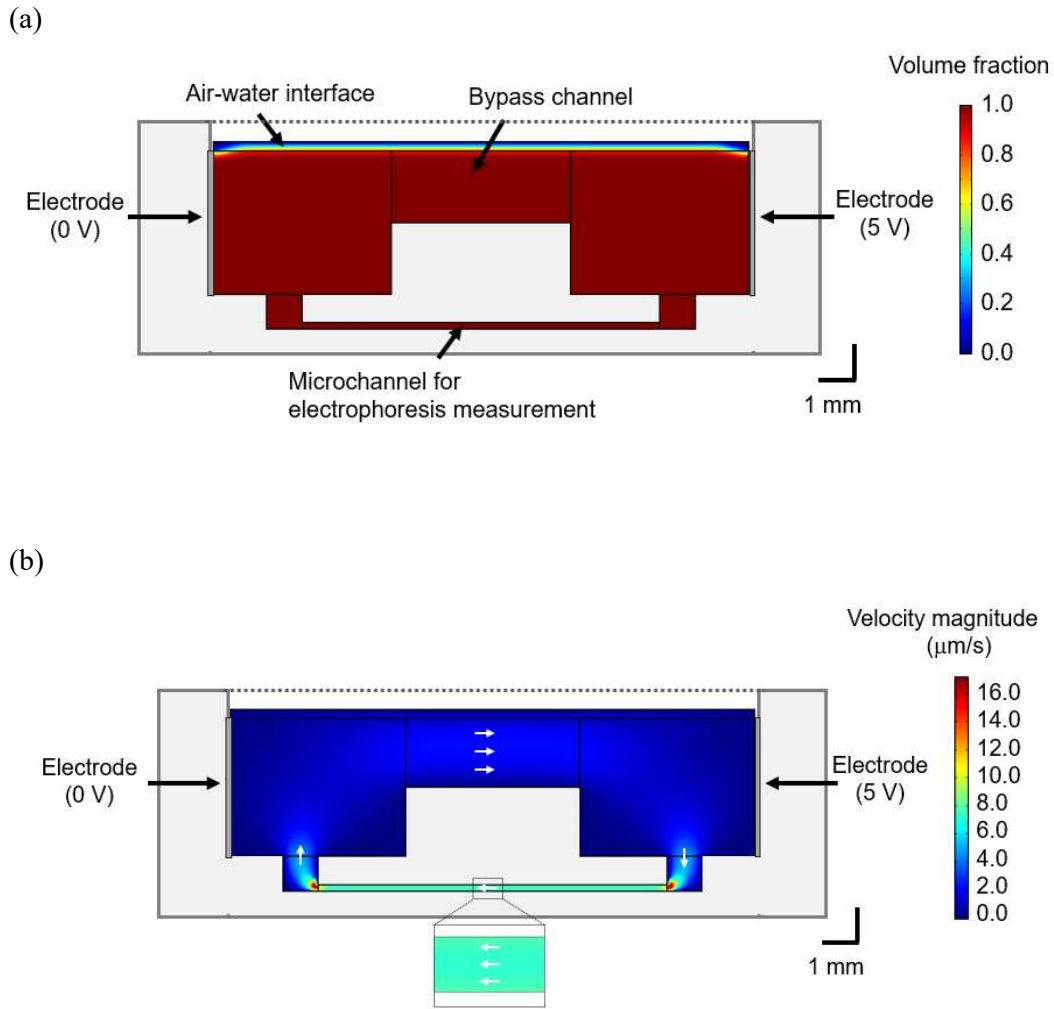 (a)
Volume fraction
Air-water interface
Bypass channel
1.0
0.8
Electrode
(0 V)
Electrode
(5 V)
0.6
0.4
0.2
0.0
Microchannel for
electrophoresis measurement
1 mm
(b)
Velocity magnitude
(μm/s)
16.0
14.0
12.0
10.0
8.0
6.0
4.0
2.0
0.0
Electrode
(0 V)
Electrode
(5 V)
1 mm